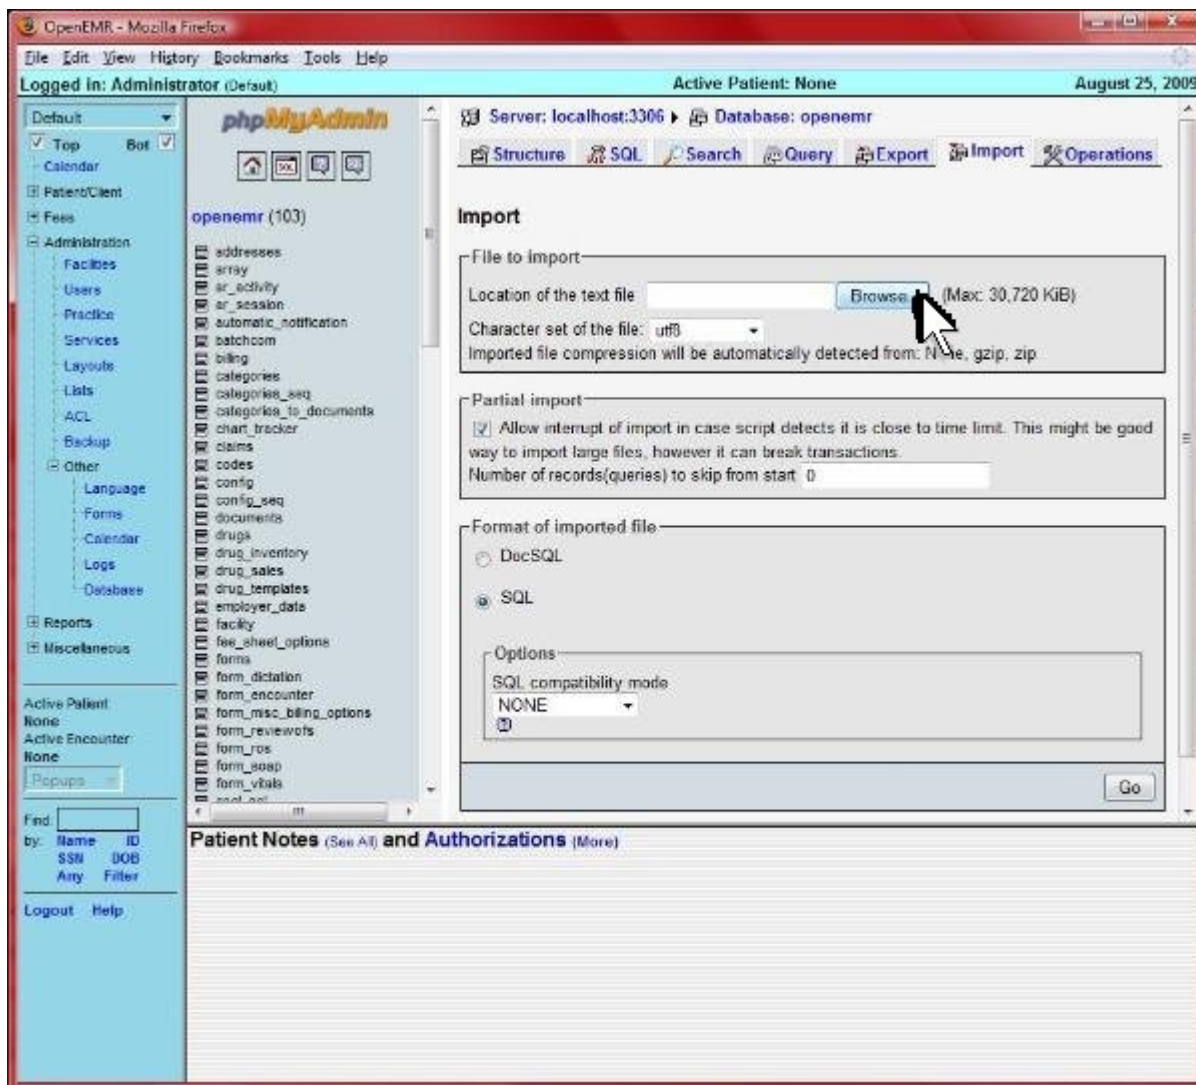 OpenEMR - Mozilla Firefox
File Edit View History Bookmarks Tools Help
Logged in: Administrator (Default) Active Patient: None August 25, 2009
Default
Top Bot
Calendar
Patient/Client
Fees
Administration
Facilities
Users
Practice
Services
Layouts
Lists
ACL
Backup
Other
Language
Forms
Calendar
Logs
Database
Reports
Miscellaneous
Active Patient
None
Active Encounter
None
Popups
Find:
by: Name ID
SSN DOB
Any Filter
Logout Help
phpMyAdmin
SQL
openemr (103)
addresses
array
ar_activity
ar_session
automatic_notification
batchcom
billing
categories
categories_seq
categories_to_documents
chart_tracker
claims
codes
config
config_seq
documents
drugs
drug_inventory
drug_sales
drug_templates
employer_data
facility
fee_sheet_options
forms
form_dictation
form_encounter
form_misc_billing_options
form_reviewofs
form_ros
form_soap
form_vitals
Server: localhost:3306 ▸ Database: openemr
Structure SQL Search Query Export Import Operations
Import
File to import
Location of the text file Browse (Max: 30,720 KiB)
Character set of the file: utf8
Imported file compression will be automatically detected from: None, gzip, zip
Partial import
Allow interrupt of import in case script detects it is close to time limit. This might be good
way to import large files, however it can break transactions.
Number of records(queries) to skip from start 0
Format of imported file
DocSQL
SQL
Options
SQL compatibility mode
NONE
Go
Patient Notes (See All) and Authorizations (More)